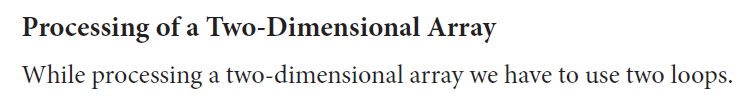 Processing of a Two-Dimensional Array
While processing a two-dimensional array we have to use two loops.